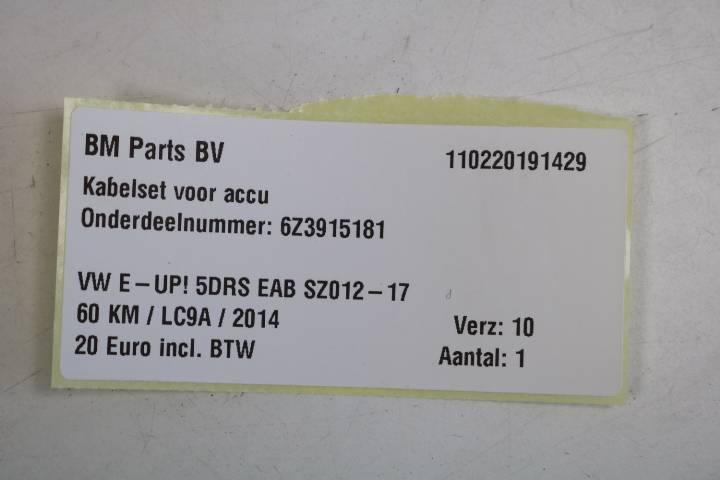 BM Parts BV 110220191429
Kabelset voor accu
Onderdeelnummer: 6Z3915181
VW E-UP! 5DRS EAB SZ012-17
60 KM / LC9A / 2014 Verz: 10
20 Euro incl. BTW Aantal: 1